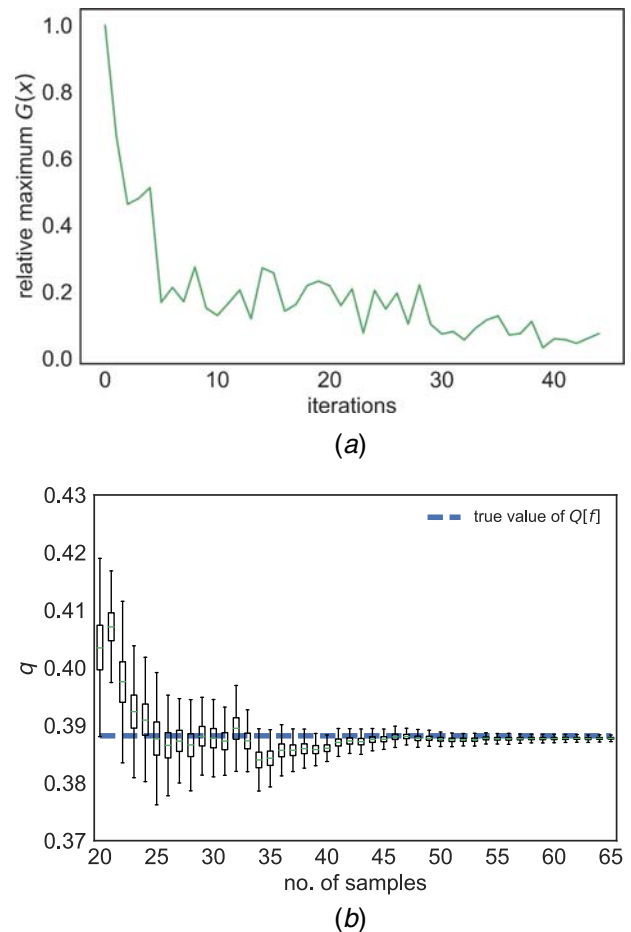 relative maximum G(x)
1.0
0.8
0.6
0.4
0.2
0.0
0 10 20 30 40
iterations
(a)
q
0.43
0.42
0.41
0.40
0.39
0.38
0.37
true value of Q[f]
20 25 30 35 40 45 50 55 60 65
no. of samples
(b)